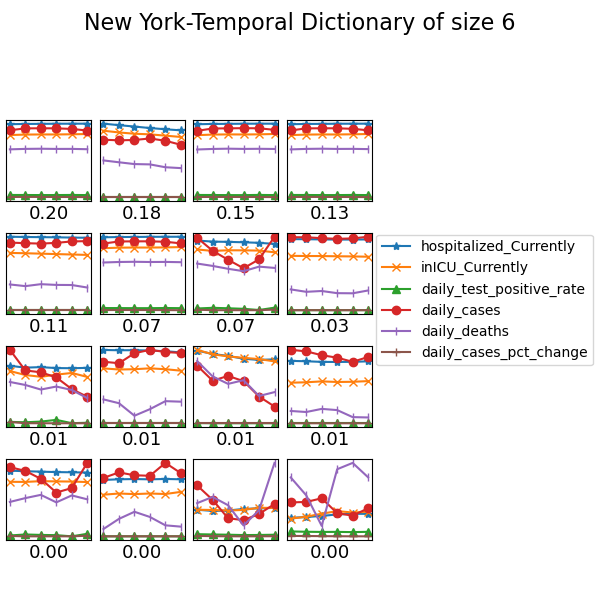 New York-Temporal Dictionary of size 6
0.20 0.18 0.15 0.13
0.11 0.07 0.07 0.03
hospitalized_Currently
inICU_Currently
daily_test_positive_rate
daily_cases
daily_deaths
daily_cases_pct_change
0.01 0.01 0.01 0.01
0.00 0.00 0.00 0.00